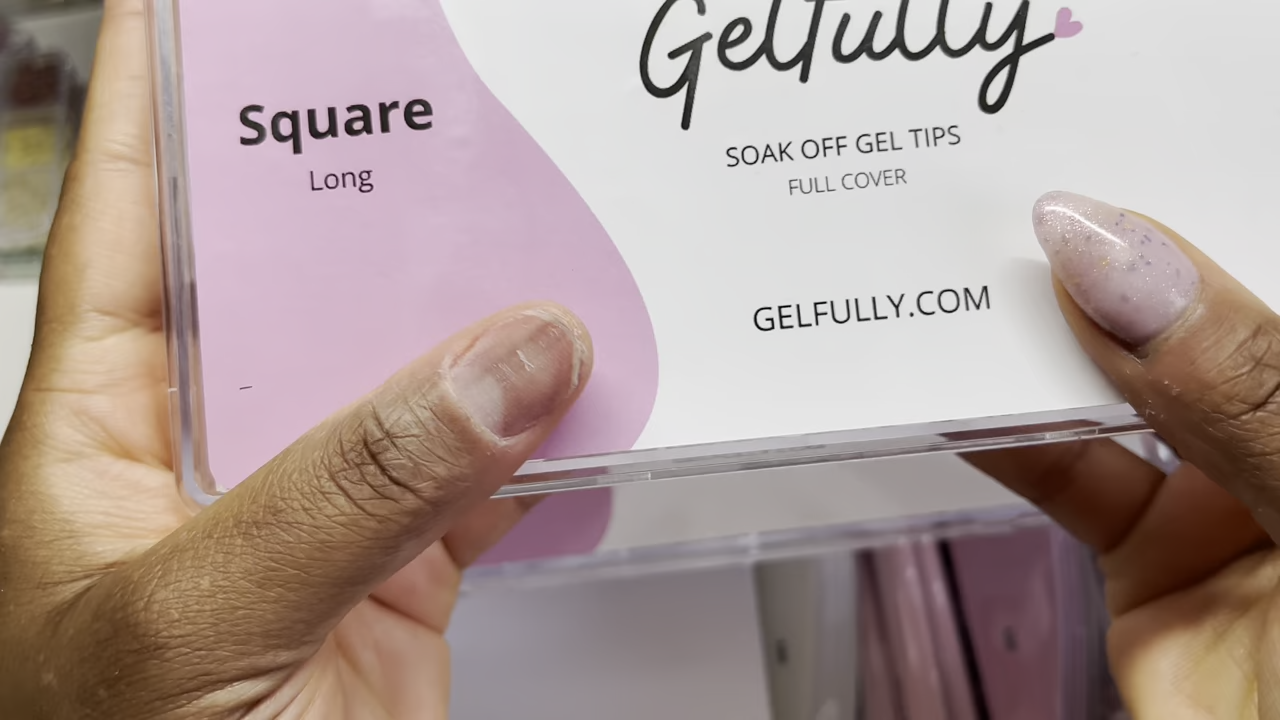 Gelfully
Square
Long
SOAK OFF GEL TIPS
FULL COVER
GELFULLY.COM